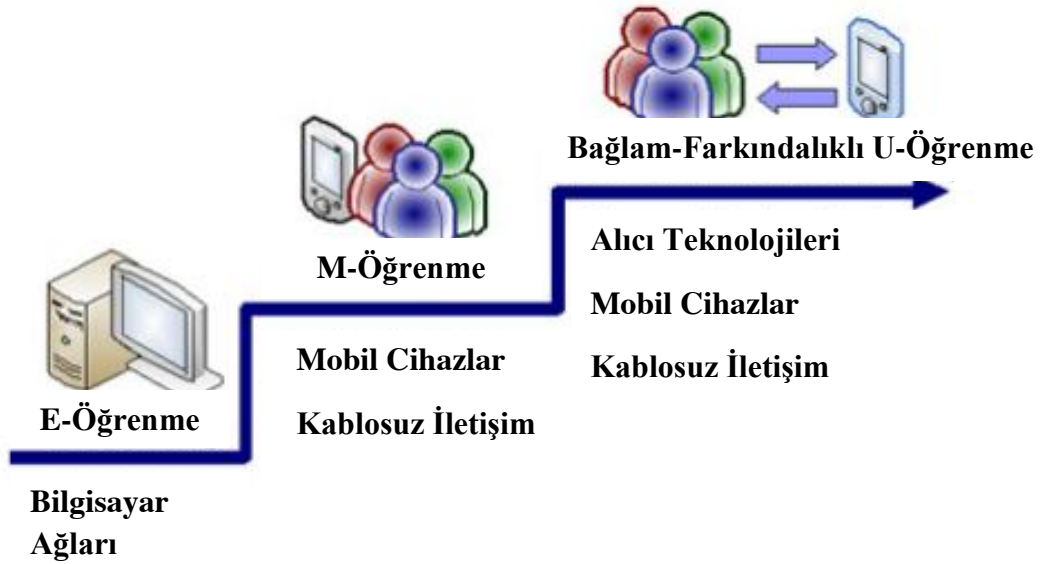 Bağlam-Farkındalıklı U-Öğrenme
Alıcı Teknolojileri
Mobil Cihazlar
Kablosuz İletişim
M-Öğrenme
Mobil Cihazlar
Kablosuz İletişim
E-Öğrenme
Bilgisayar
Ağları